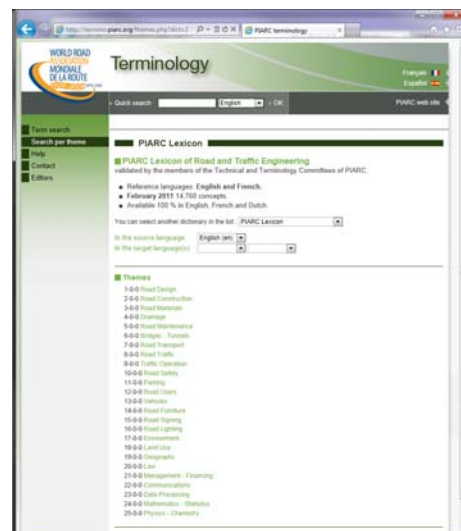 http://termino.piarc.org/themes.php?dictv2
PIARC terminology
WORLD ROAD
ASSOCIATION
MONDIALE
DE LA ROUTE
Terminology
Français
Español
Quick search
English
OK
PIARC web site
Term search
Search per theme
Help
Contact
Editors
PIARC Lexicon
PIARC Lexicon of Road and Traffic Engineering
validated by the members of the Technical and Terminology Committees of PIARC.
Reference languages: English and French.
February 2011 14,760 concepts.
Available 100 % in English, French and Dutch.
You can select another dictionary in the list : PIARC Lexicon
In the source language: English (en)
In the target language(s):
Themes
1-0-0 Road Design
2-0-0 Road Construction
3-0-0 Road Materials
4-0-0 Drainage
5-0-0 Road Maintenance
6-0-0 Bridges - Tunnels
7-0-0 Road Transport
8-0-0 Road Traffic
9-0-0 Traffic Operation
10-0-0 Road Safety
11-0-0 Parking
12-0-0 Road Users
13-0-0 Vehicles
14-0-0 Road Furniture
15-0-0 Road Signing
16-0-0 Road Lighting
17-0-0 Environment
18-0-0 Land Use
19-0-0 Geography
20-0-0 Law
21-0-0 Management - Financing
22-0-0 Communications
23-0-0 Data Processing
24-0-0 Mathematics - Statistics
25-0-0 Physics - Chemistry